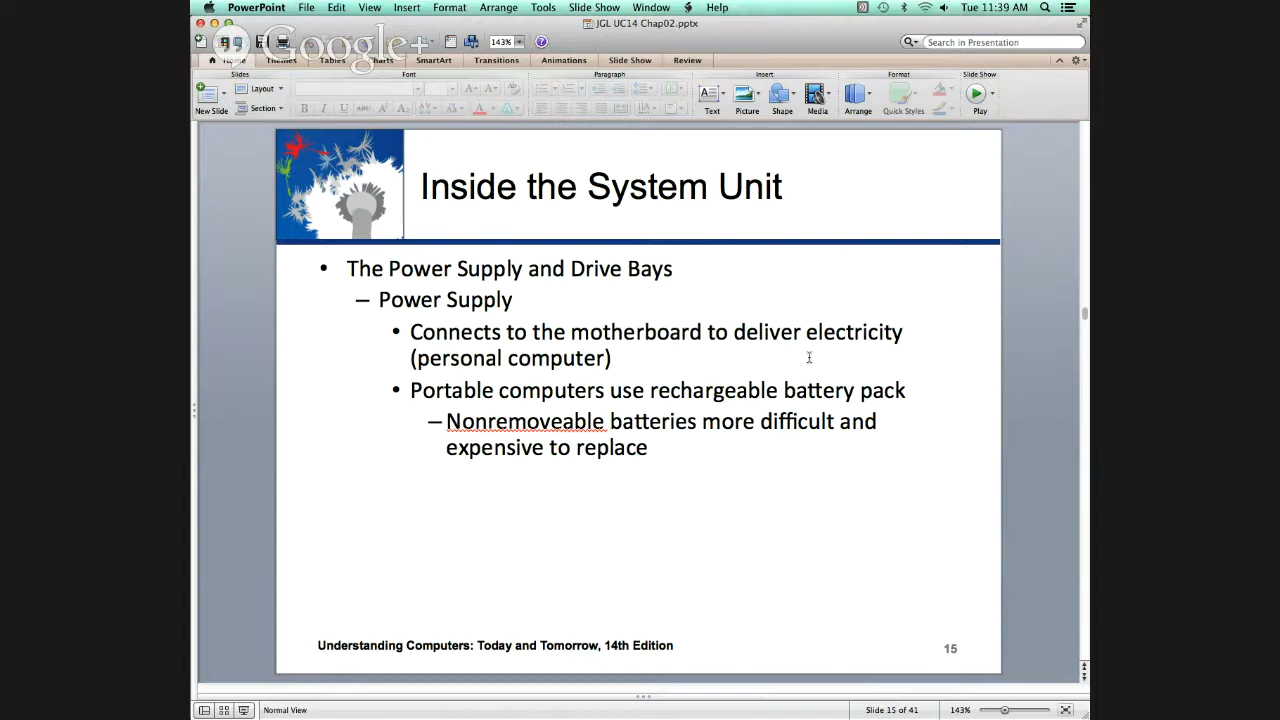 PowerPoint File Edit View Insert Format Arrange Tools Slide Show Window Help Tue 11:39 AM
JGL UC14 Chap02.pptx
Google+
143% Search in Presentation
Home Themes Tables Charts SmartArt Transitions Animations Slide Show Review
Slides Font Paragraph Insert Format Slide Show
Layout
New Slide Section
Text Picture Shape Media Arrange Quick Styles Play
Inside the System Unit
• The Power Supply and Drive Bays
– Power Supply
• Connects to the motherboard to deliver electricity
(personal computer)
• Portable computers use rechargeable battery pack
– Nonremoveable batteries more difficult and
expensive to replace
Understanding Computers: Today and Tomorrow, 14th Edition
15
Normal View Slide 15 of 41 143%